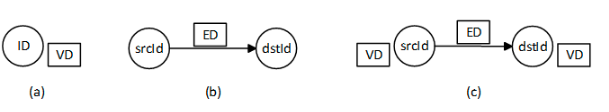 ID
VD
(a)
srcId
ED
dstId
(b)
VD
srcId
ED
dstId
VD
(c)